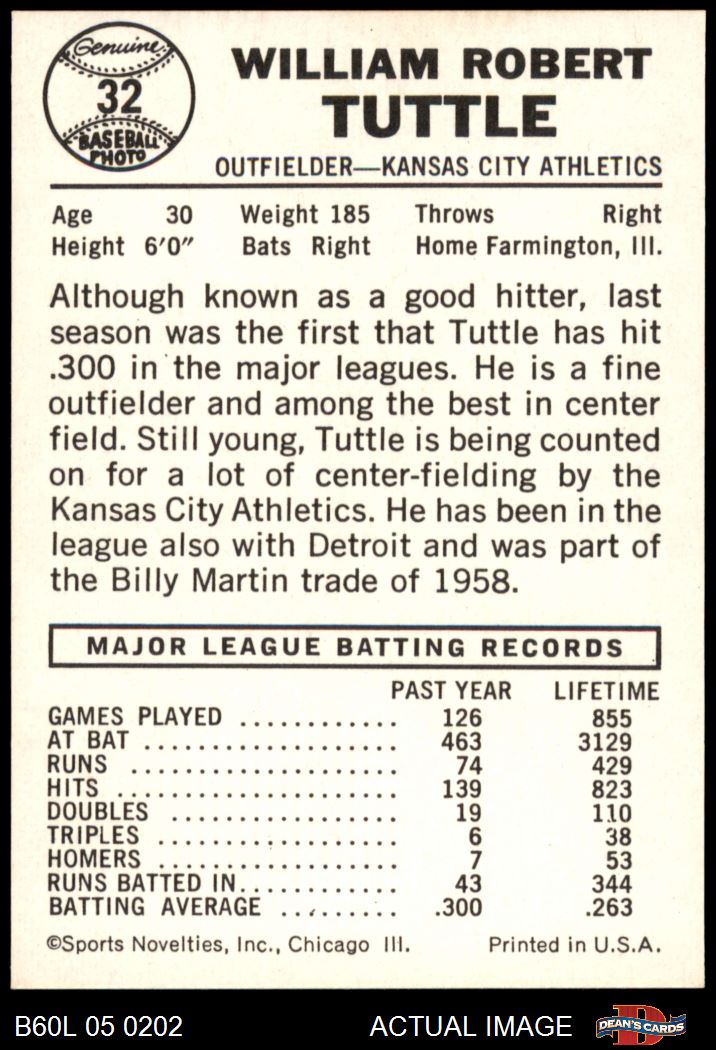 Genuine
32
BASEBALL
PHOTO
WILLIAM ROBERT
TUTTLE
OUTFIELDER—KANSAS CITY ATHLETICS
Age 30 Weight 185 Throws Right
Height 6'0" Bats Right Home Farmington, Ill.
Although known as a good hitter, last
season was the first that Tuttle has hit
.300 in the major leagues. He is a fine
outfielder and among the best in center
field. Still young, Tuttle is being counted
on for a lot of center-fielding by the
Kansas City Athletics. He has been in the
league also with Detroit and was part of
the Billy Martin trade of 1958.
MAJOR LEAGUE BATTING RECORDS
PAST YEAR LIFETIME
GAMES PLAYED ............. 126 855
AT BAT .................... 463 3129
RUNS ..................... 74 429
HITS ...................... 139 823
DOUBLES .................. 19 110
TRIPLES ................... 6 38
HOMERS ................... 7 53
RUNS BATTED IN............. 43 344
BATTING AVERAGE ......... .300 .263
©Sports Novelties, Inc., Chicago Ill. Printed in U.S.A.
B60L 05 0202 ACTUAL IMAGE D DEAN'S CARDS